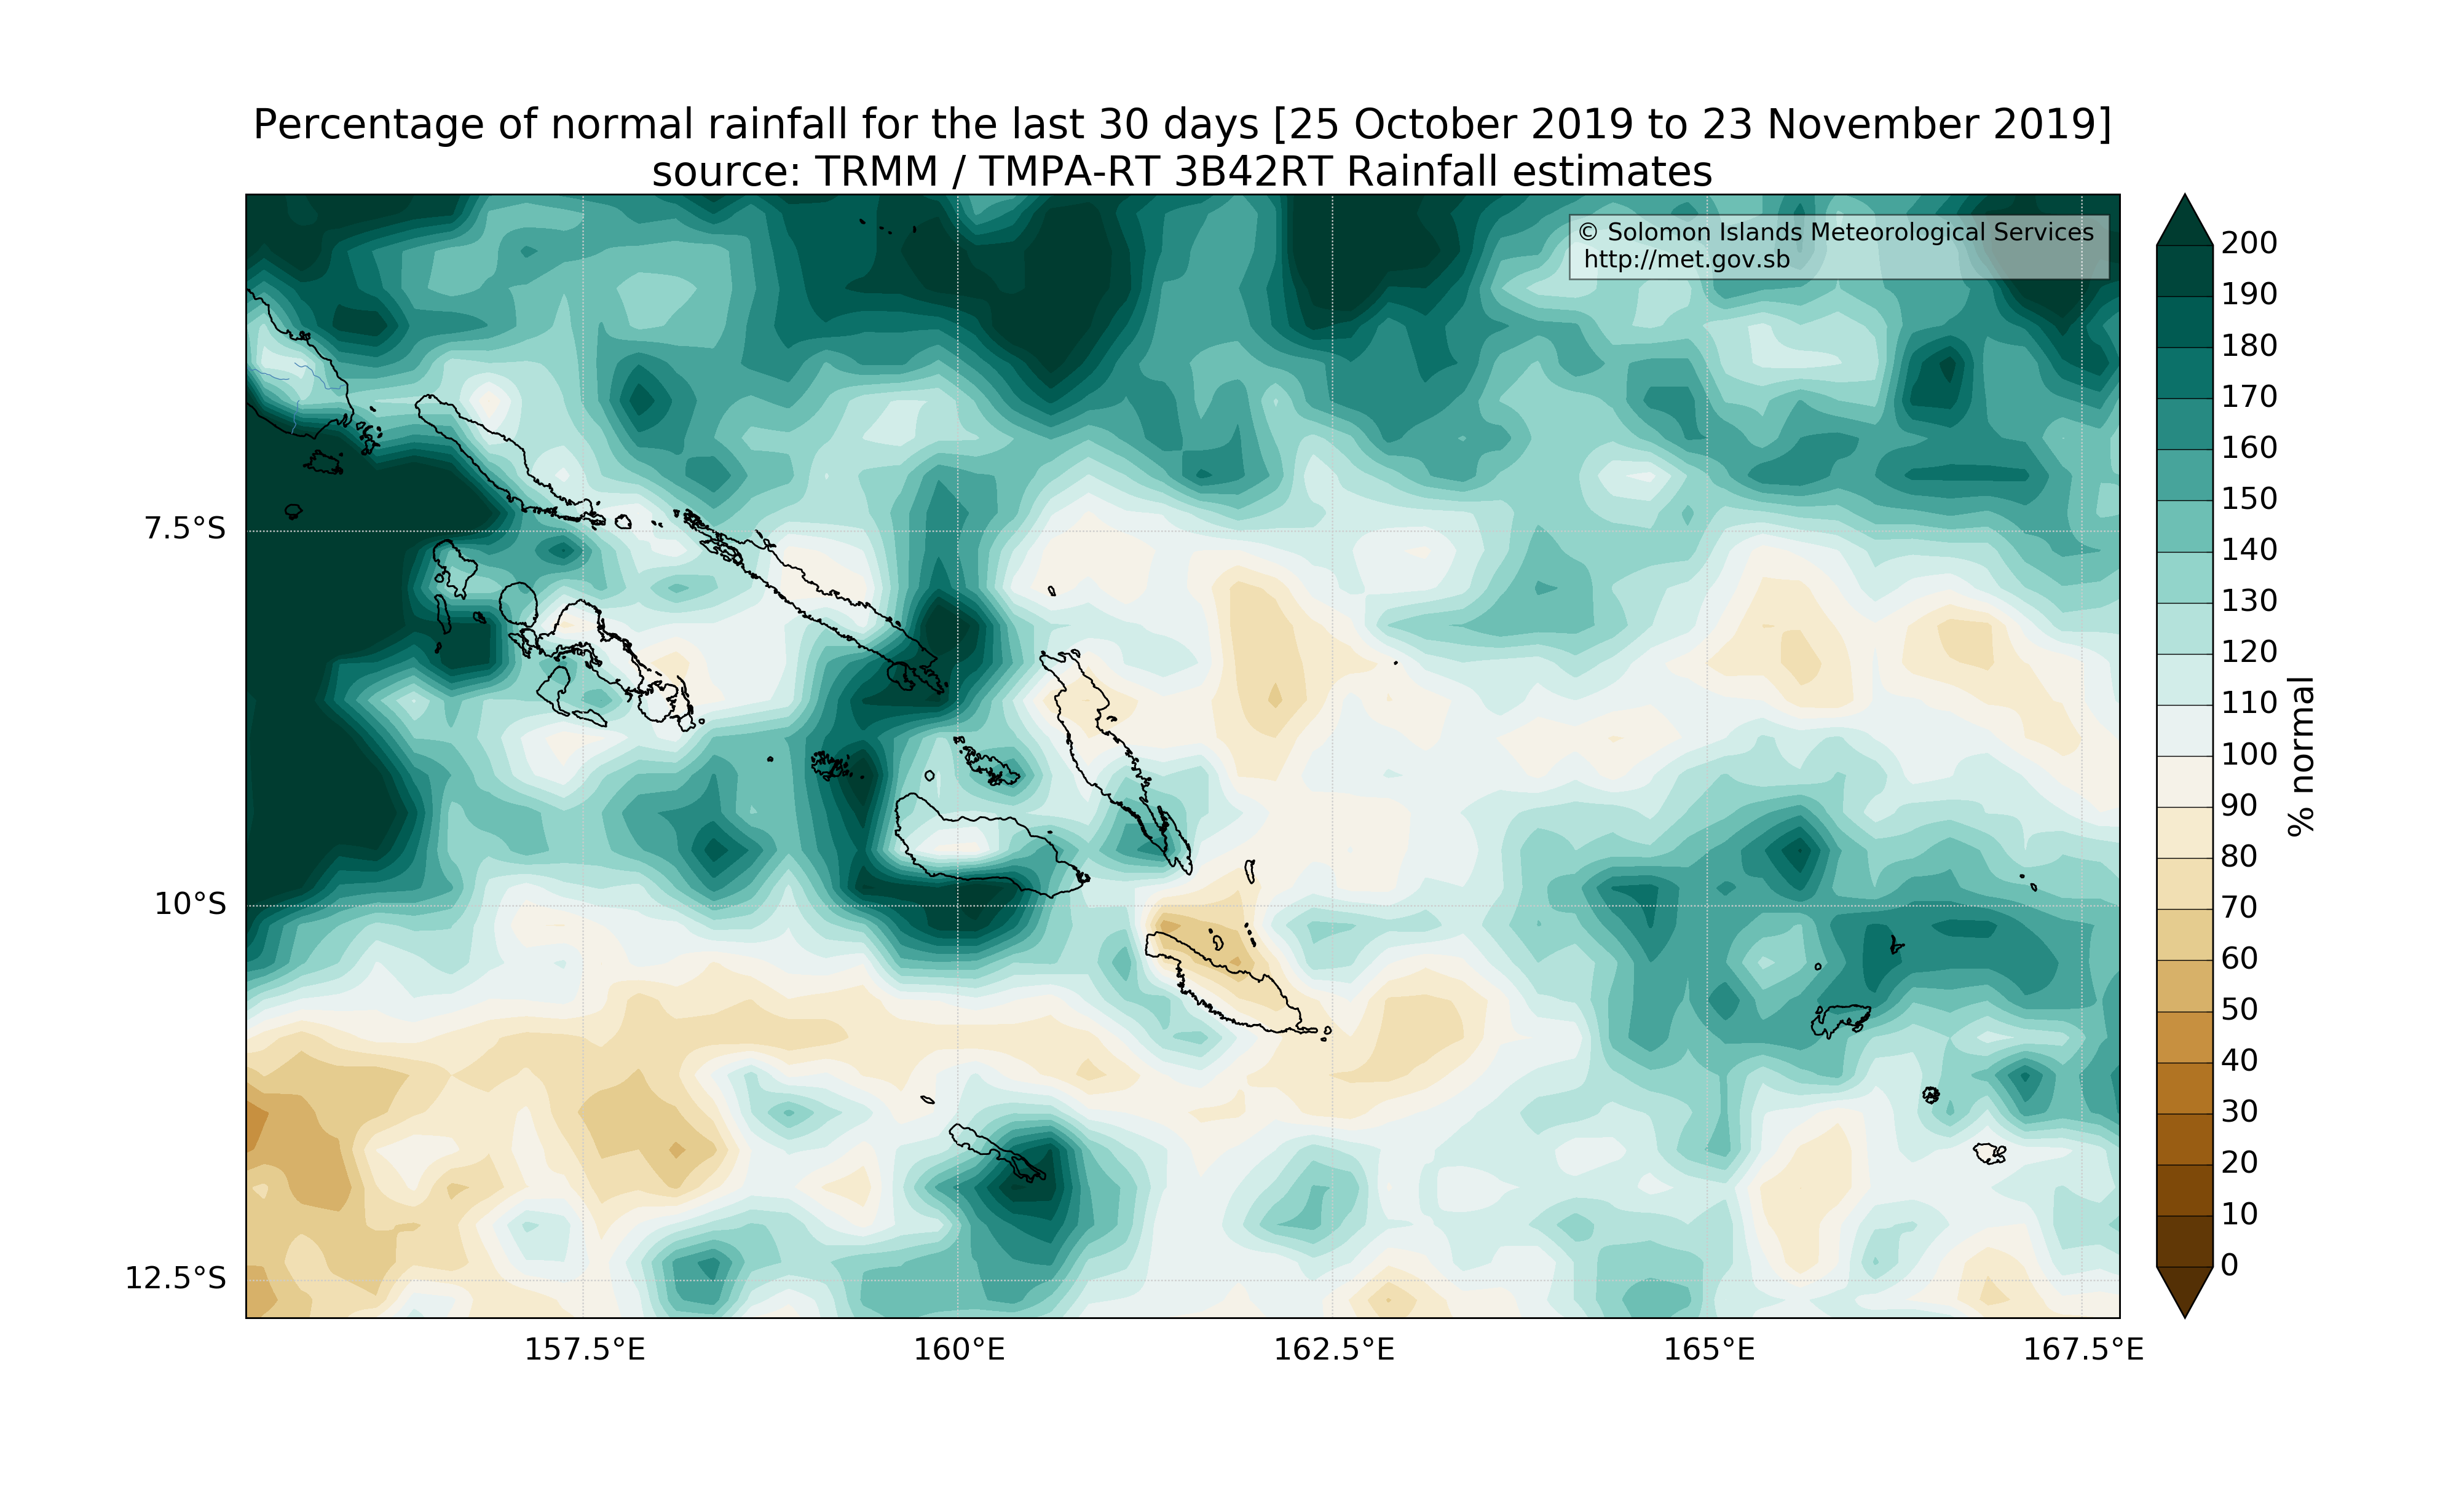 Percentage of normal rainfall for the last 30 days [25 October 2019 to 23 November 2019]
source: TRMM / TMPA-RT 3B42RT Rainfall estimates
© Solomon Islands Meteorological Services
http://met.gov.sb
7.5°S
10°S
12.5°S
157.5°E
160°E
162.5°E
165°E
167.5°E
200
190
180
170
160
150
140
130
120
110
100
90
80
70
60
50
40
30
20
10
0
% normal